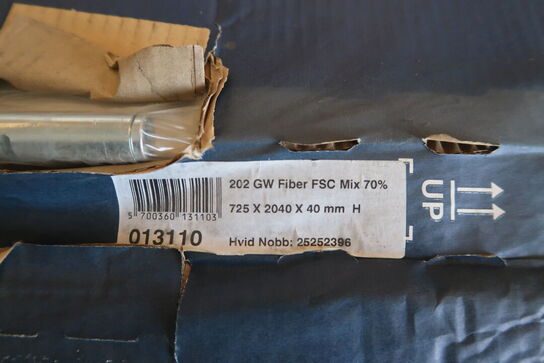 202 GW Fiber FSC Mix 70%
725 X 2040 X 40 mm H
5 700360 131103
013110
Hvid Nobb: 25252396
UP